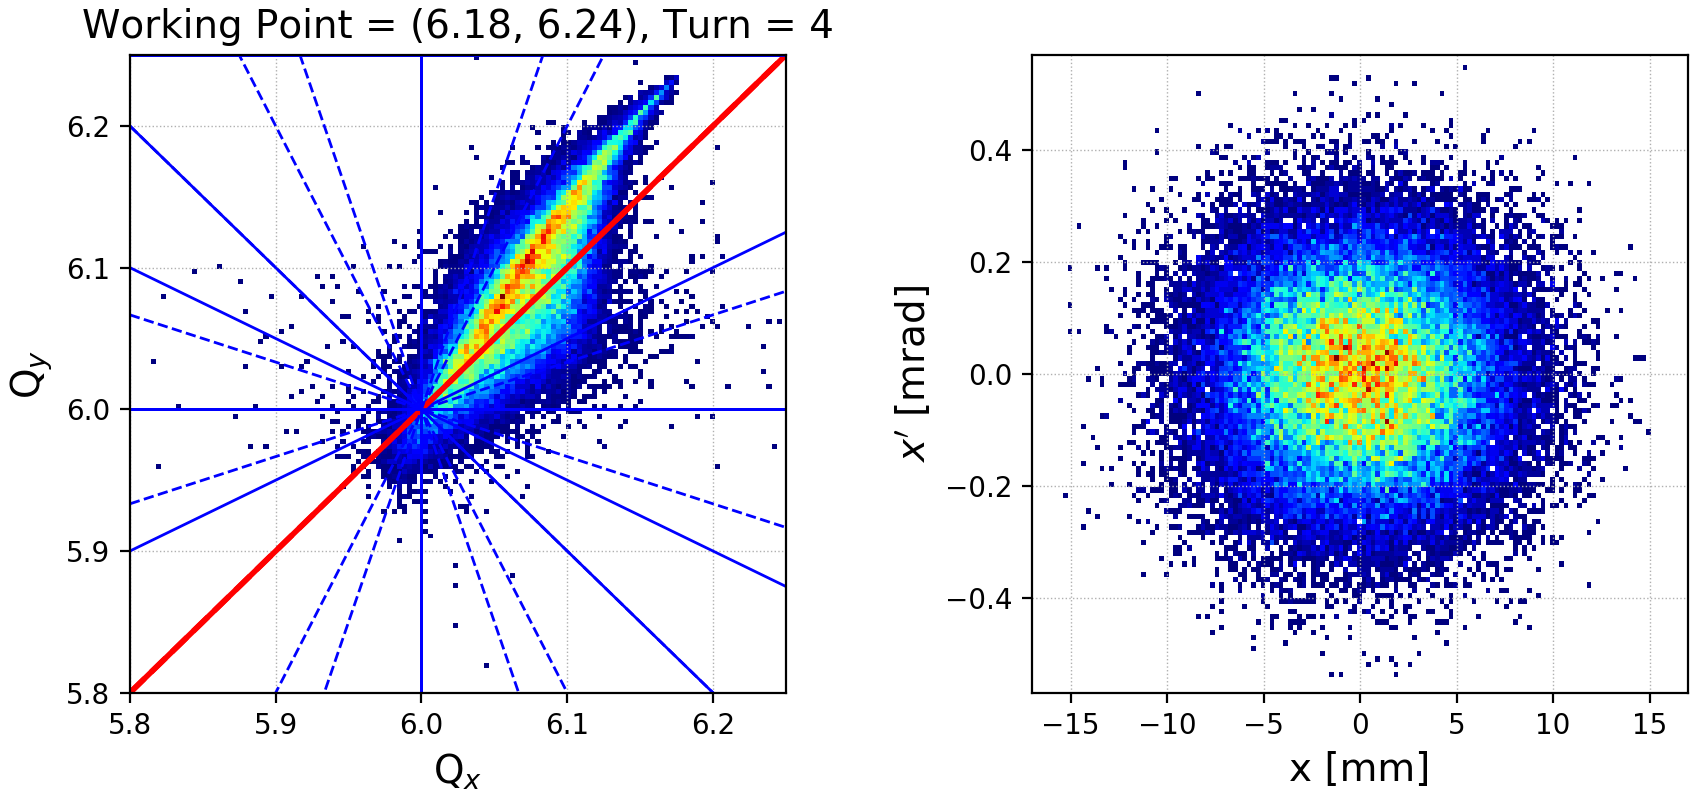 Working Point = (6.18, 6.24), Turn = 4
6.2
6.1
6.0
5.9
5.8
Qy
5.8 5.9 6.0 6.1 6.2
Qx
0.4
0.2
0.0
−0.2
−0.4
x′ [mrad]
−15 −10 −5 0 5 10 15
x [mm]